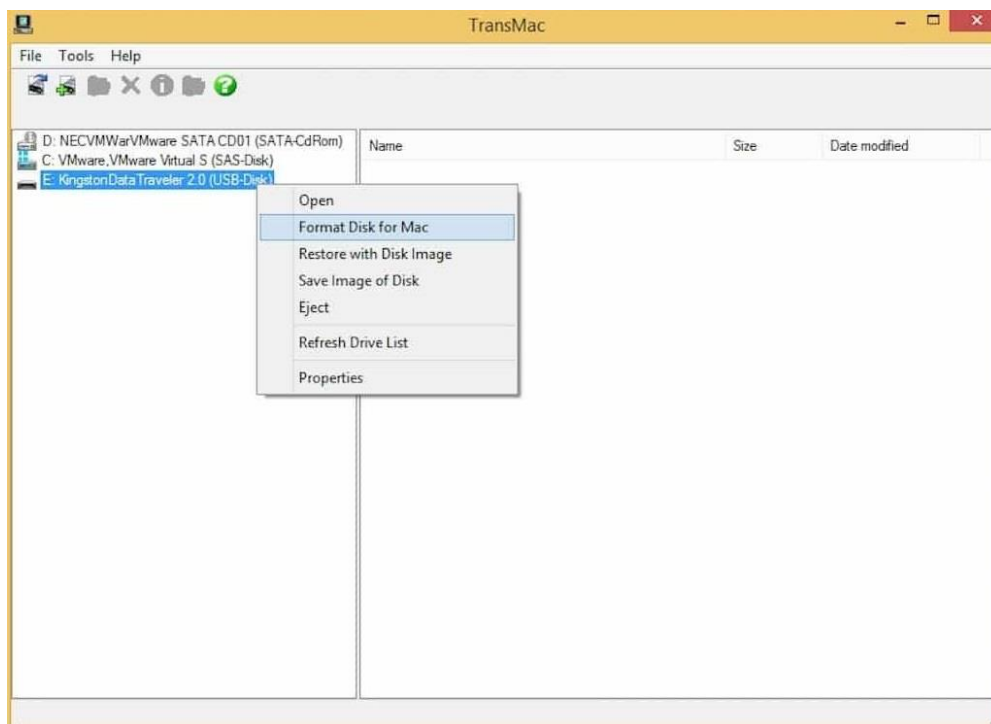 TransMac
File Tools Help
D: NECVMWarVMware SATA CD01 (SATA-CdRom)
C: VMware,VMware Virtual S (SAS-Disk)
E: KingstonDataTraveler 2.0 (USB-Disk)
Name Size Date modified
Open
Format Disk for Mac
Restore with Disk Image
Save Image of Disk
Eject
Refresh Drive List
Properties